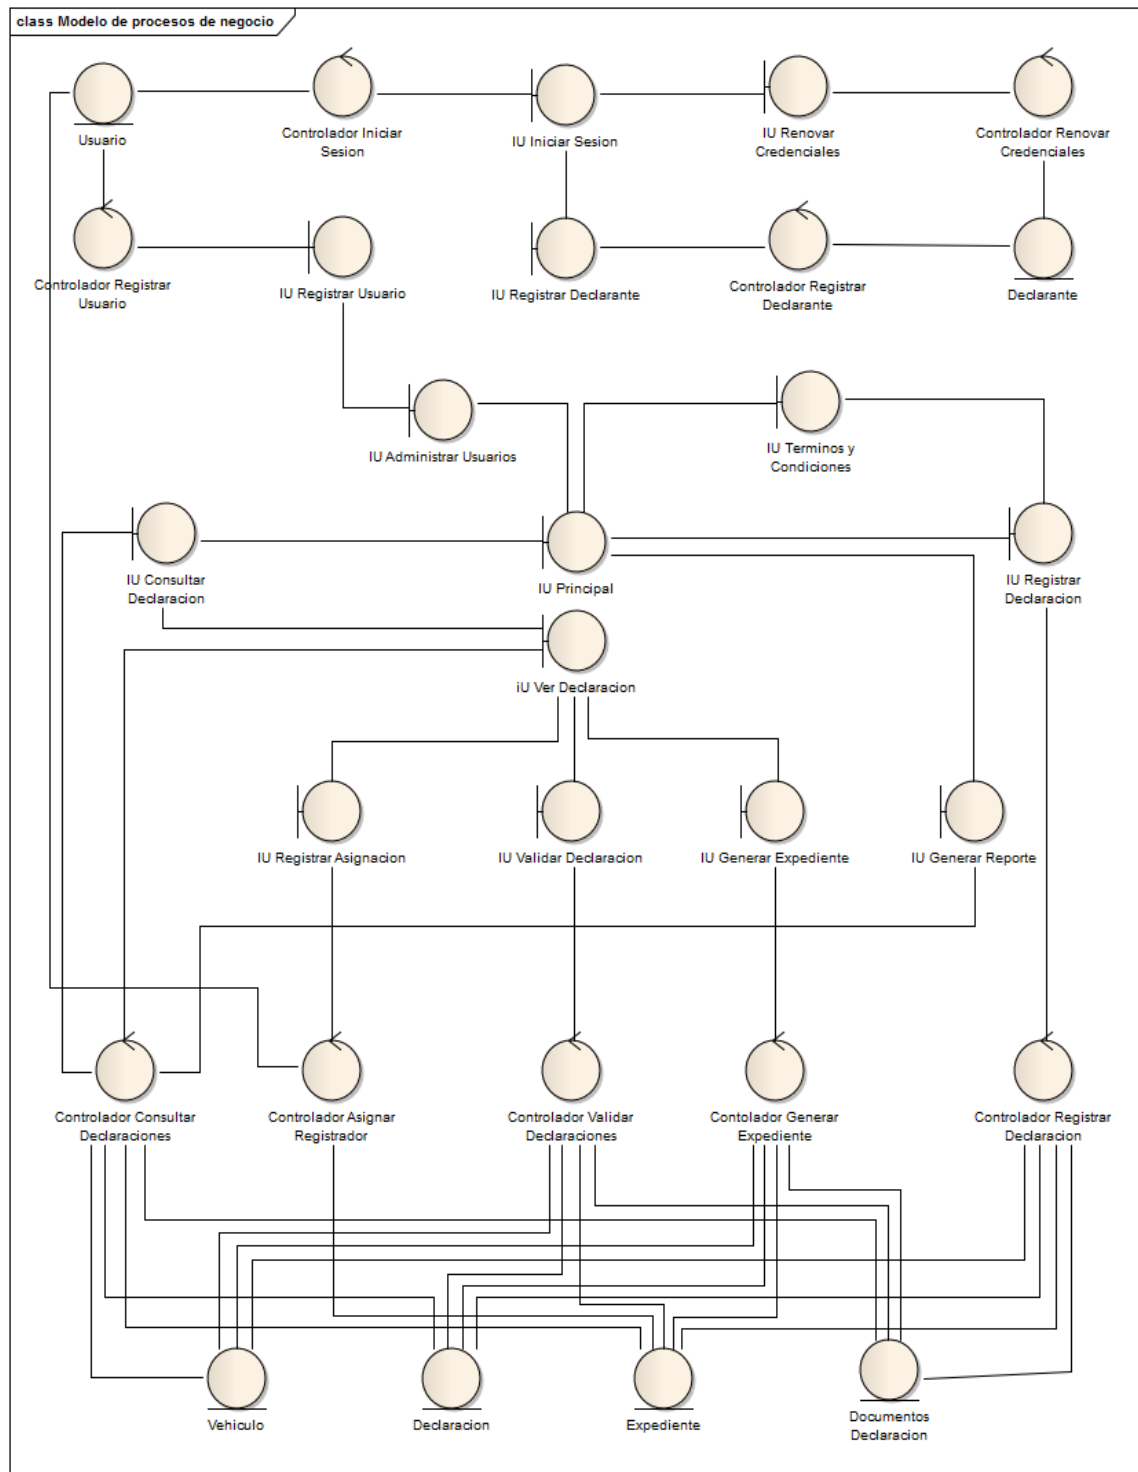 class Modelo de procesos de negocio
Usuario
Controlador Iniciar
Sesion
IU Iniciar Sesion
IU Renovar
Credenciales
Controlador Renovar
Credenciales
Controlador Registrar
Usuario
IU Registrar Usuario
IU Registrar Declarante
Controlador Registrar
Declarante
Declarante
IU Administrar Usuarios
IU Terminos y
Condiciones
IU Consultar
Declaracion
IU Principal
IU Registrar
Declaracion
iU Ver Declaracion
IU Registrar Asignacion
IU Validar Declaracion
IU Generar Expediente
IU Generar Reporte
Controlador Consultar
Declaraciones
Controlador Asignar
Registrador
Controlador Validar
Declaraciones
Contolador Generar
Expediente
Controlador Registrar
Declaracion
Vehiculo
Declaracion
Expediente
Documentos
Declaracion